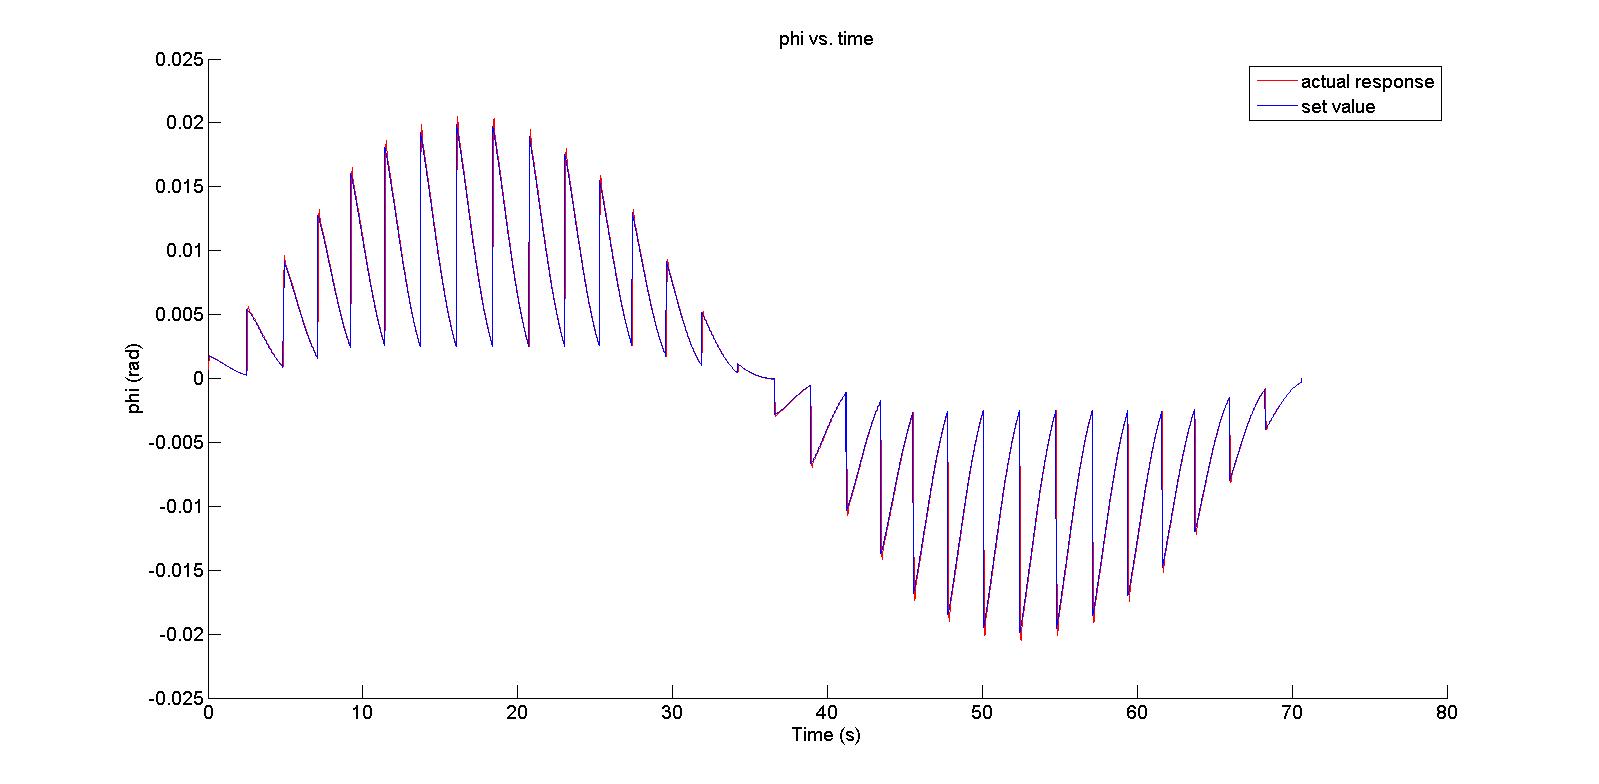 phi vs. time
actual response
set value
0.025
0.02
0.015
0.01
0.005
0
-0.005
-0.01
-0.015
-0.02
-0.025
phi (rad)
0 10 20 30 40 50 60 70 80
Time (s)